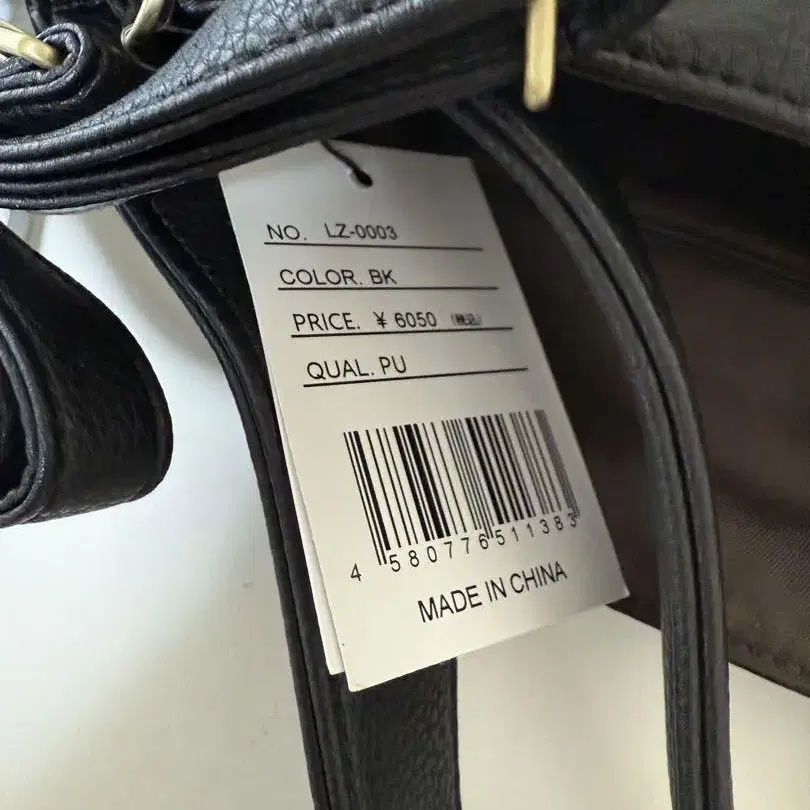 NO. LZ-0003
COLOR. BK
PRICE. ¥ 6050 (税込)
QUAL. PU
4 580776 511383
MADE IN CHINA